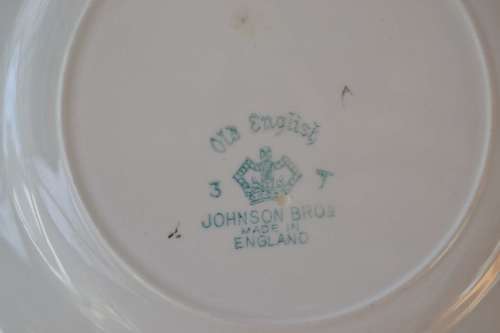 Old English
3 T
JOHNSON BROS
MADE IN
ENGLAND